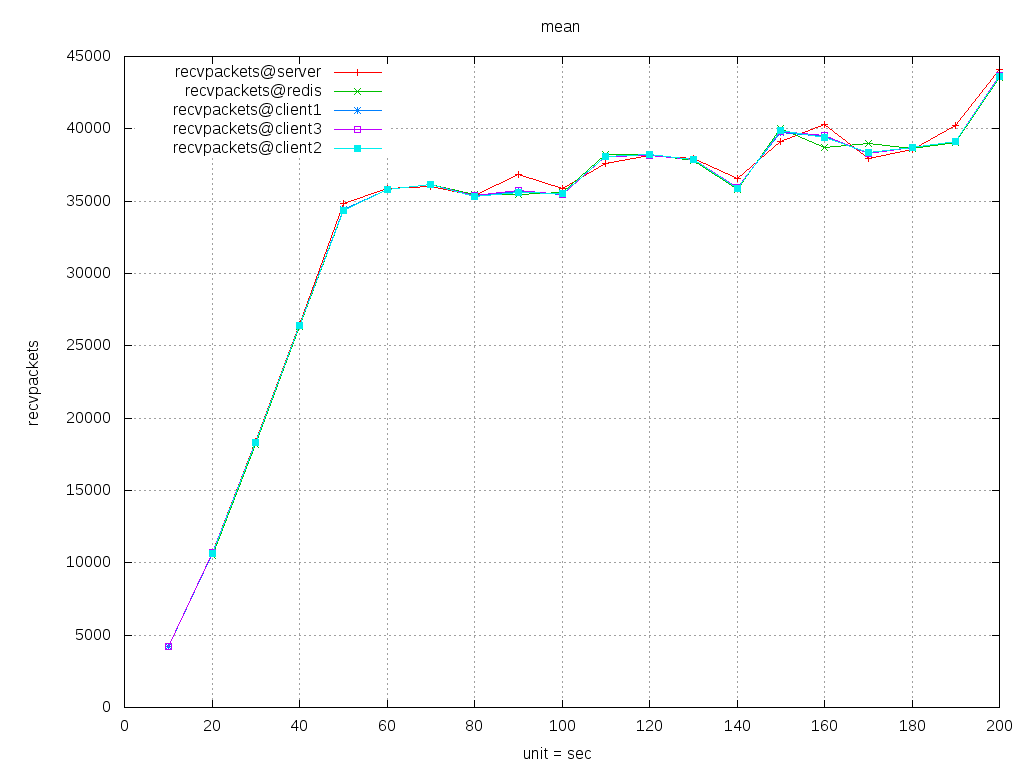 mean
45000
40000
35000
30000
25000
20000
15000
10000
5000
0
recvpackets
recvpackets@server
recvpackets@redis
recvpackets@client1
recvpackets@client3
recvpackets@client2
0 20 40 60 80 100 120 140 160 180 200
unit = sec